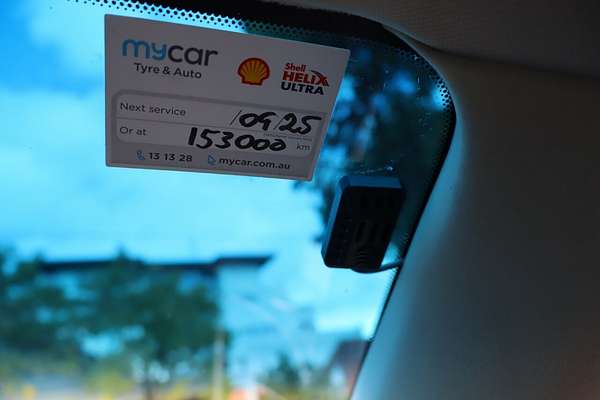 mycar
Tyre & Auto
Shell
HELIX
ULTRA
Next service /09/25
Or at 153000 km
13 13 28 mycar.com.au